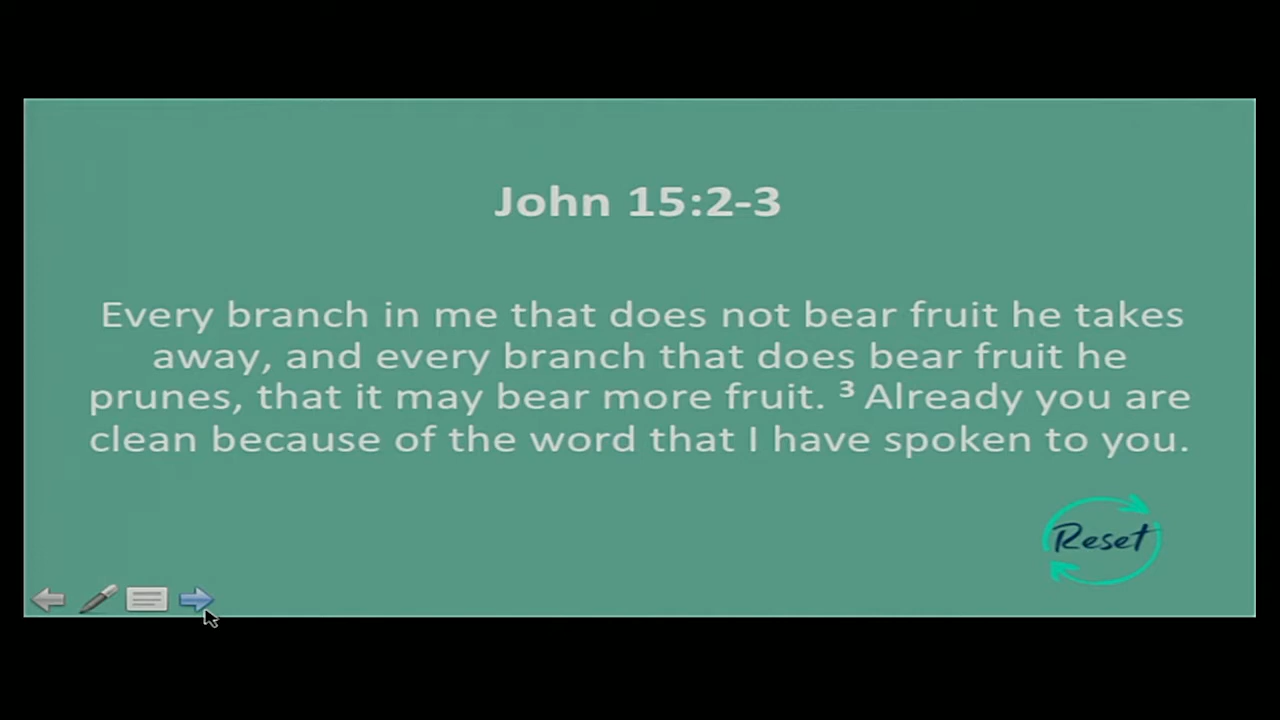 John 15:2-3
Every branch in me that does not bear fruit he takes
away, and every branch that does bear fruit he
prunes, that it may bear more fruit. ³ Already you are
clean because of the word that I have spoken to you.
Reset